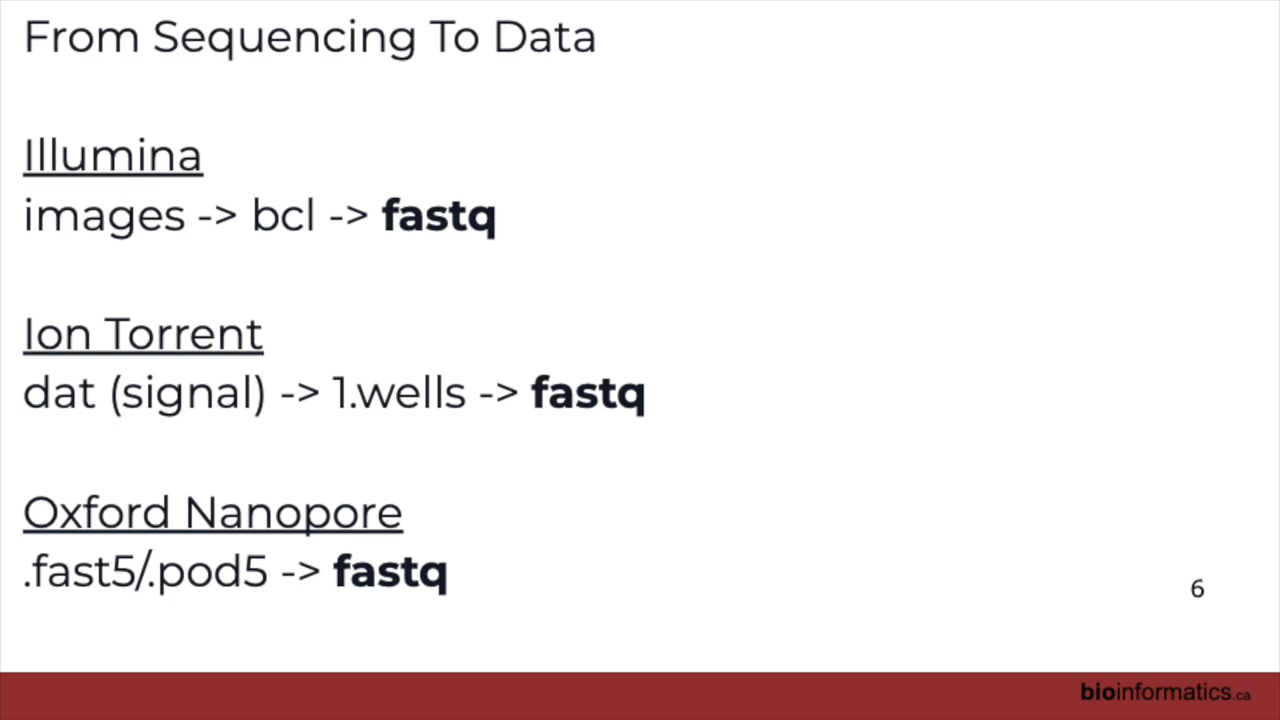 From Sequencing To Data
Illumina
images -> bcl -> fastq
Ion Torrent
dat (signal) -> 1.wells -> fastq
Oxford Nanopore
.fast5/.pod5 -> fastq
6
bioinformatics.ca